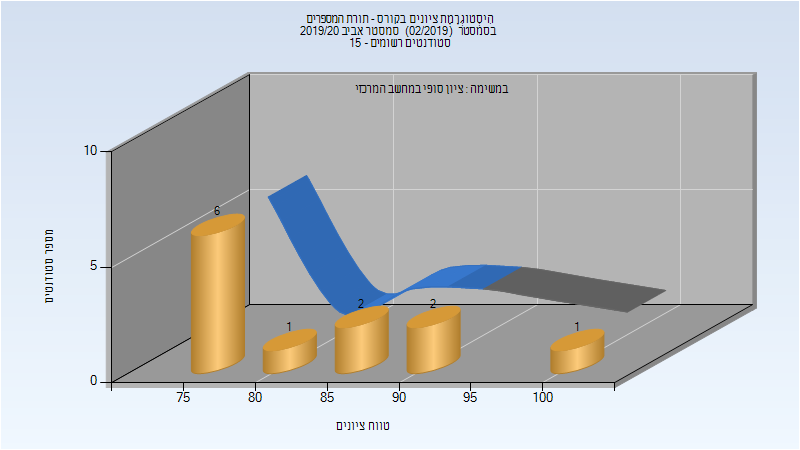 היסטוגרמת ציונים בקורס - תורת המספרים
בסמסטר (02/2019) סמסטר אביב 2019/20
סטודנטים רשומים - 15
במשימה : ציון סופי במחשב המרכזי
10
5
0
מספר סטודנטים
6
1
2
2
1
75
80
85
90
95
100
טווח ציונים